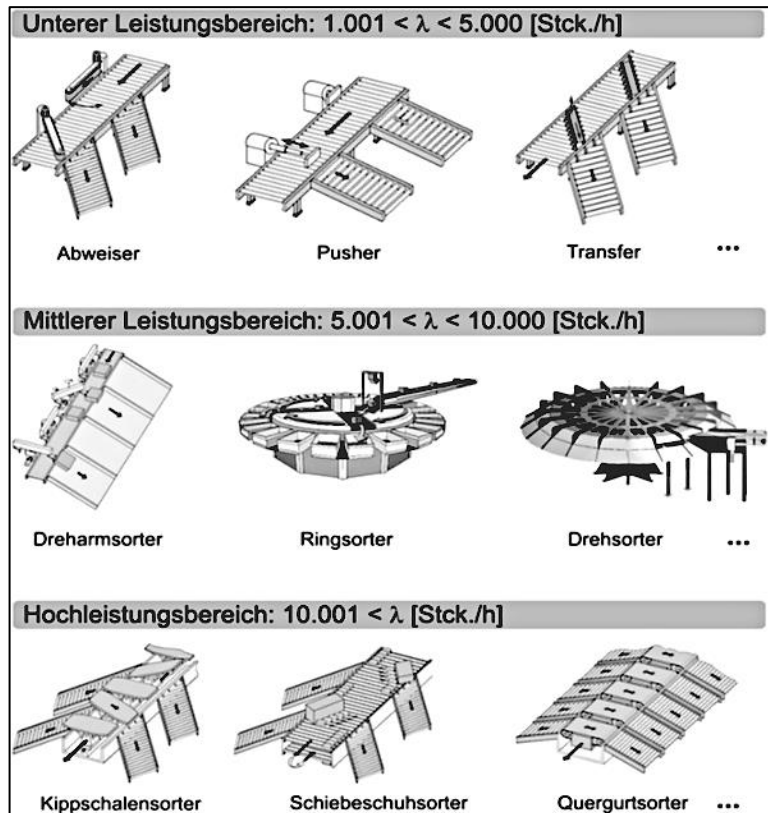 Unterer Leistungsbereich: 1.001 < λ < 5.000 [Stck./h]
Abweiser Pusher Transfer ...
Mittlerer Leistungsbereich: 5.001 < λ < 10.000 [Stck./h]
Dreharmsorter Ringsorter Drehsorter ...
Hochleistungsbereich: 10.001 < λ [Stck./h]
Kippschalensorter Schiebeschuhsorter Quergurtsorter ...